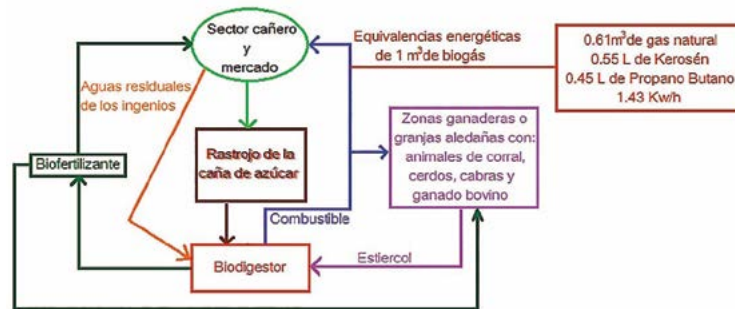 Sector cañero
y
mercado
Equivalencias energéticas
de 1 m³de biogás
0.61m³de gas natural
0.55 L de Kerosén
0.45 L de Propano Butano
1.43 Kw/h
Aguas residuales
de los ingenios
Zonas ganaderas o
granjas aledañas con:
animales de corral,
cerdos, cabras y
ganado bovino
Biofertilizante
Rastrojo de la
caña de azúcar
Combustible
Biodigestor
Estiercol